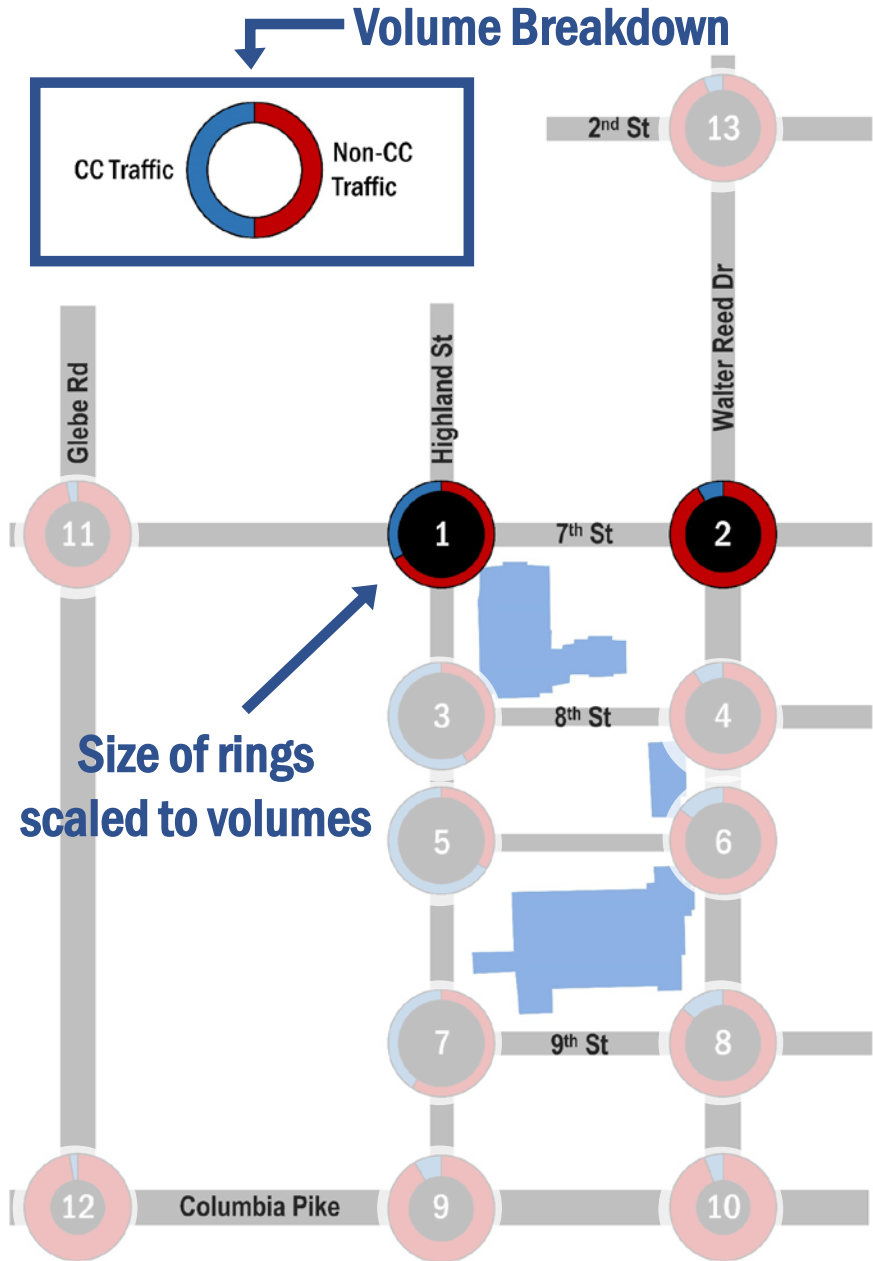 Volume Breakdown
CC Traffic
Non-CC
Traffic
2nd St
13
Glebe Rd
Highland St
Walter Reed Dr
11
1
7th St
2
3
8th St
4
Size of rings
scaled to volumes
5
6
7
9th St
8
12
Columbia Pike
9
10